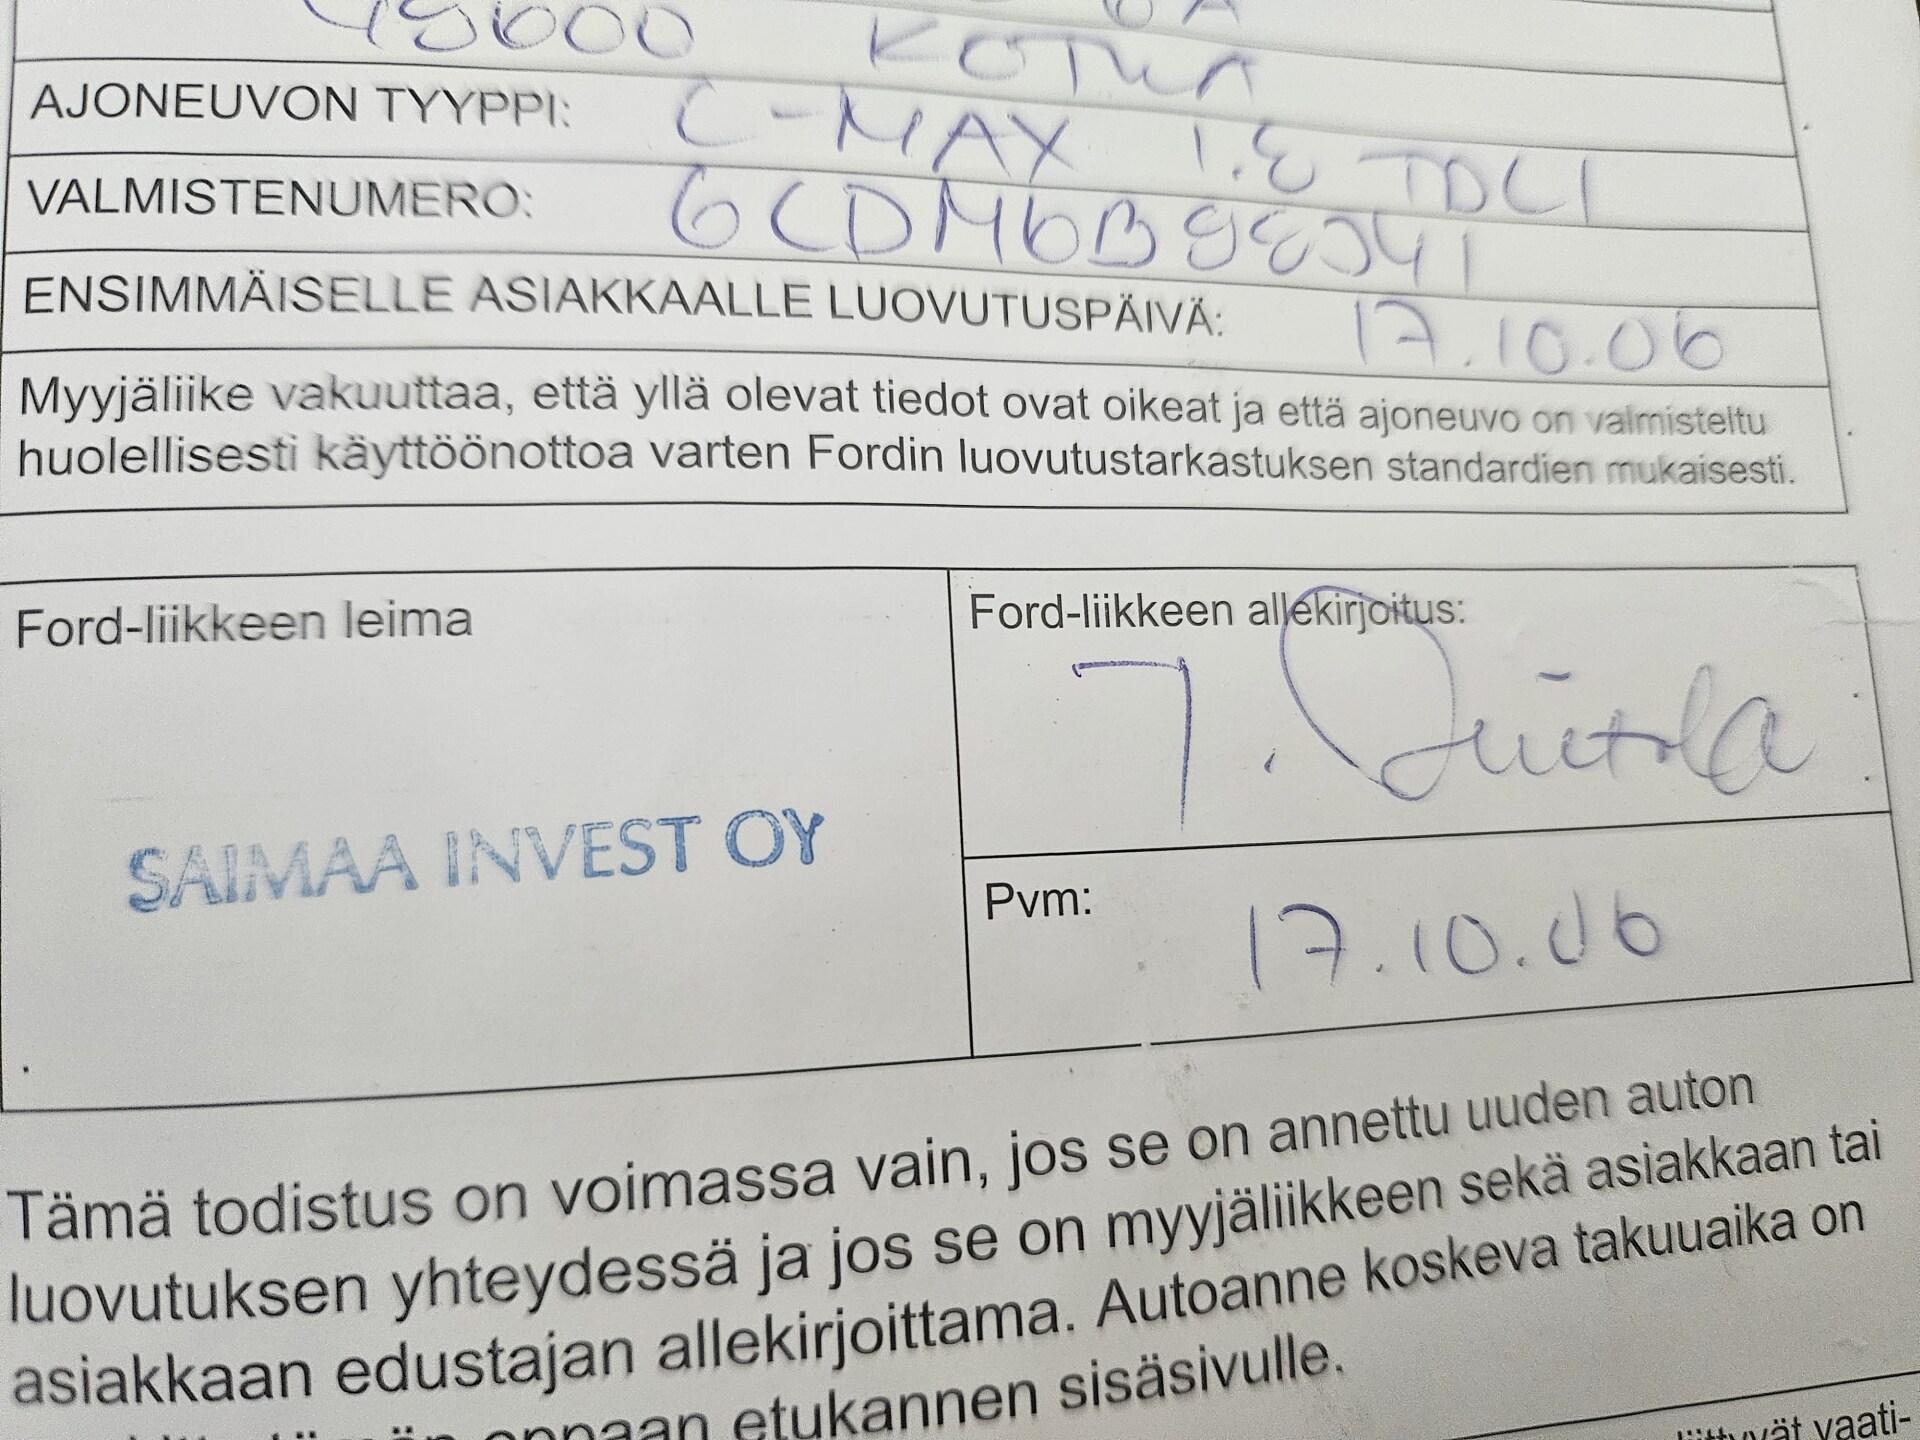 48600 KOTKA
AJONEUVON TYYPPI: C-MAX 1.8 TDCI
VALMISTENUMERO: 6CDM6B98341
ENSIMMÄISELLE ASIAKKAALLE LUOVUTUSPÄIVÄ: 17.10.06
Myyjäliike vakuuttaa, että yllä olevat tiedot ovat oikeat ja että ajoneuvo on valmisteltu
huolellisesti käyttöönottoa varten Fordin luovutustarkastuksen standardien mukaisesti.
Ford-liikkeen leima
SAIMAA INVEST OY
Ford-liikkeen allekirjoitus:
Pvm: 17.10.06
Tämä todistus on voimassa vain, jos se on annettu uuden auton
luovutuksen yhteydessä ja jos se on myyjäliikkeen sekä asiakkaan tai
asiakkaan edustajan allekirjoittama. Autoanne koskeva takuuaika on
oppaan etukannen sisäsivulle.